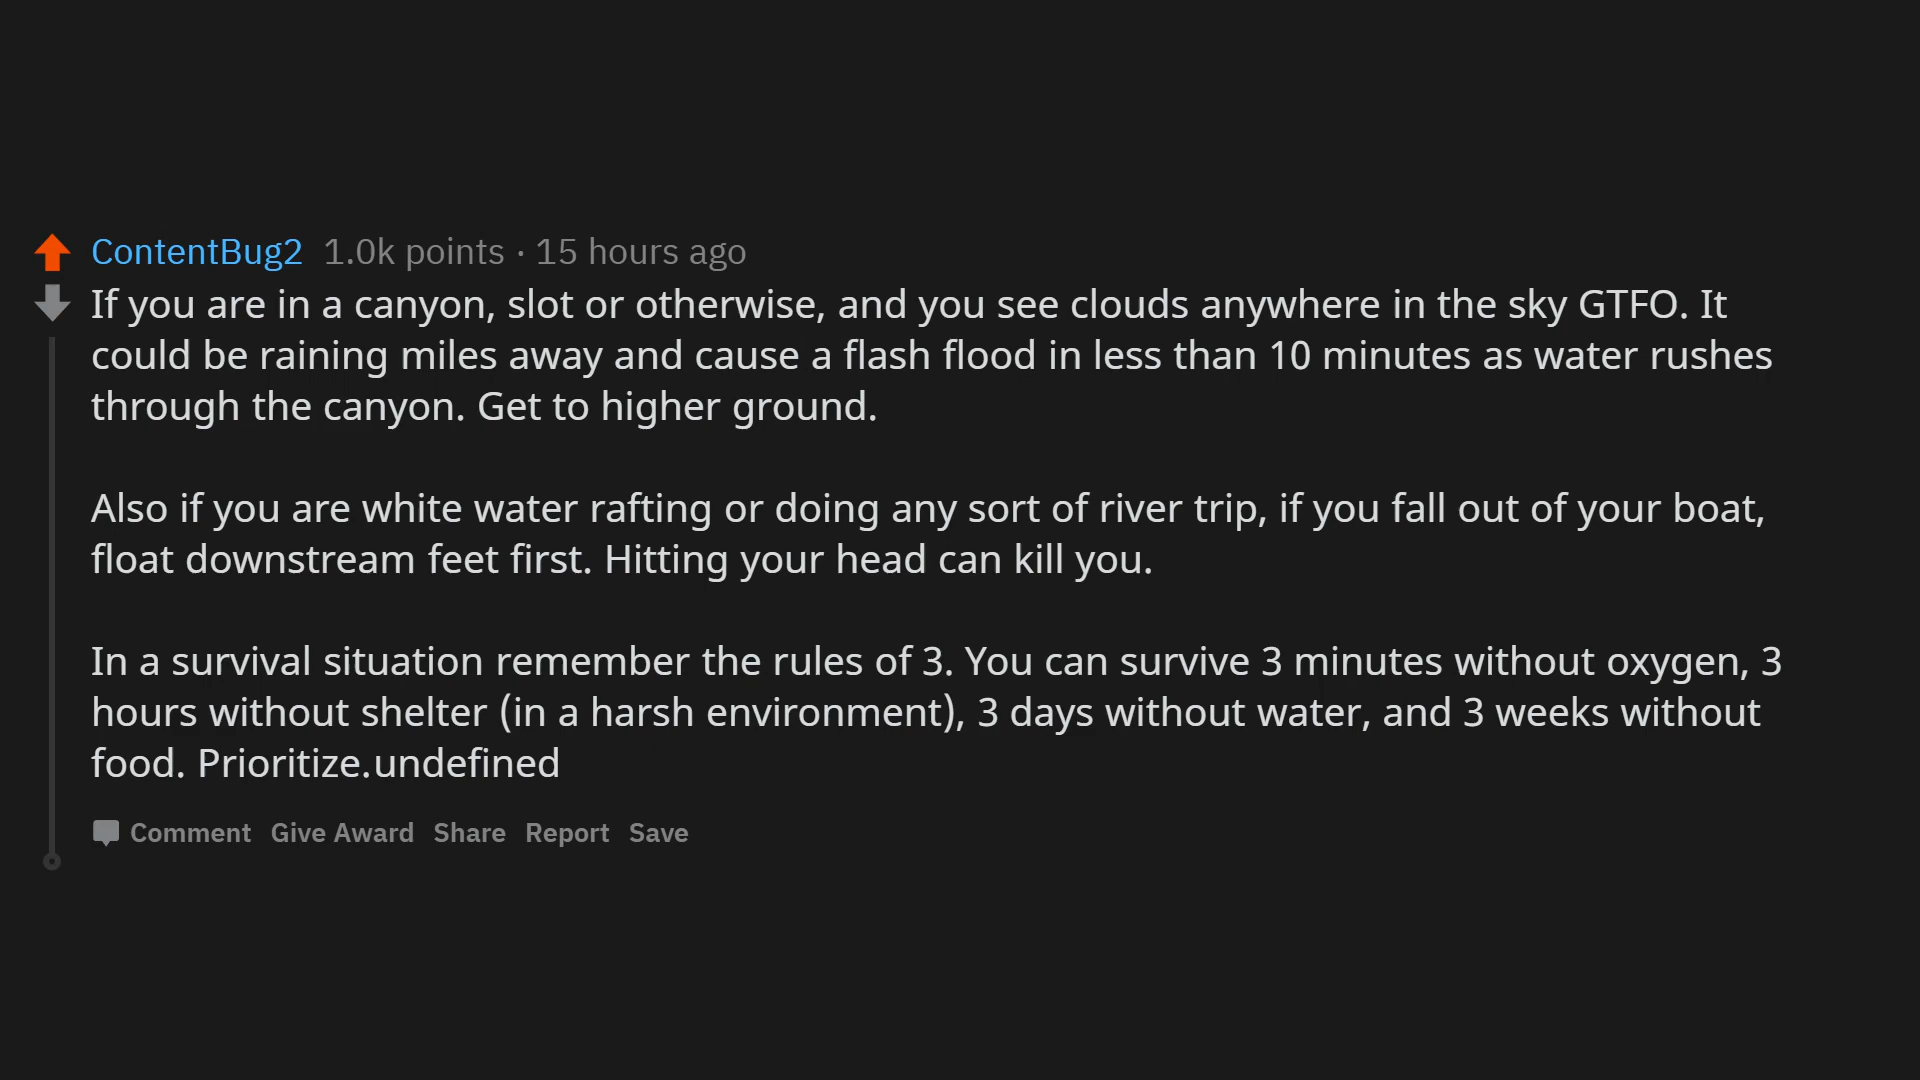 ContentBug2 1.0k points · 15 hours ago
If you are in a canyon, slot or otherwise, and you see clouds anywhere in the sky GTFO. It
could be raining miles away and cause a flash flood in less than 10 minutes as water rushes
through the canyon. Get to higher ground.
Also if you are white water rafting or doing any sort of river trip, if you fall out of your boat,
float downstream feet first. Hitting your head can kill you.
In a survival situation remember the rules of 3. You can survive 3 minutes without oxygen, 3
hours without shelter (in a harsh environment), 3 days without water, and 3 weeks without
food. Prioritize.undefined
Comment Give Award Share Report Save